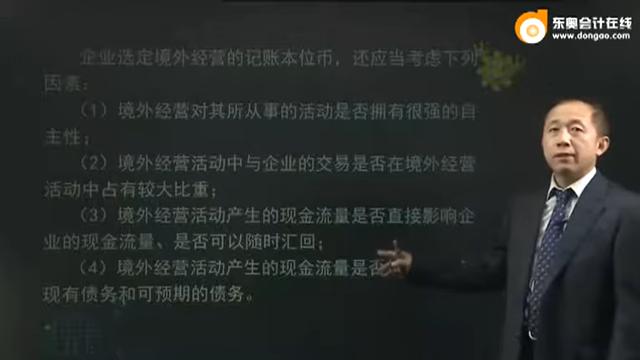 东奥会计在线
www.dongao.com
企业选定境外经营的记账本位币，还应当考虑下列
因素：
（1）境外经营对其所从事的活动是否拥有很强的自
主性；
（2）境外经营活动中与企业的交易是否在境外经营
活动中占有较大比重；
（3）境外经营活动产生的现金流量是否直接影响企
业的现金流量、是否可以随时汇回；
（4）境外经营活动产生的现金流量是否
现有债务和可预期的债务。